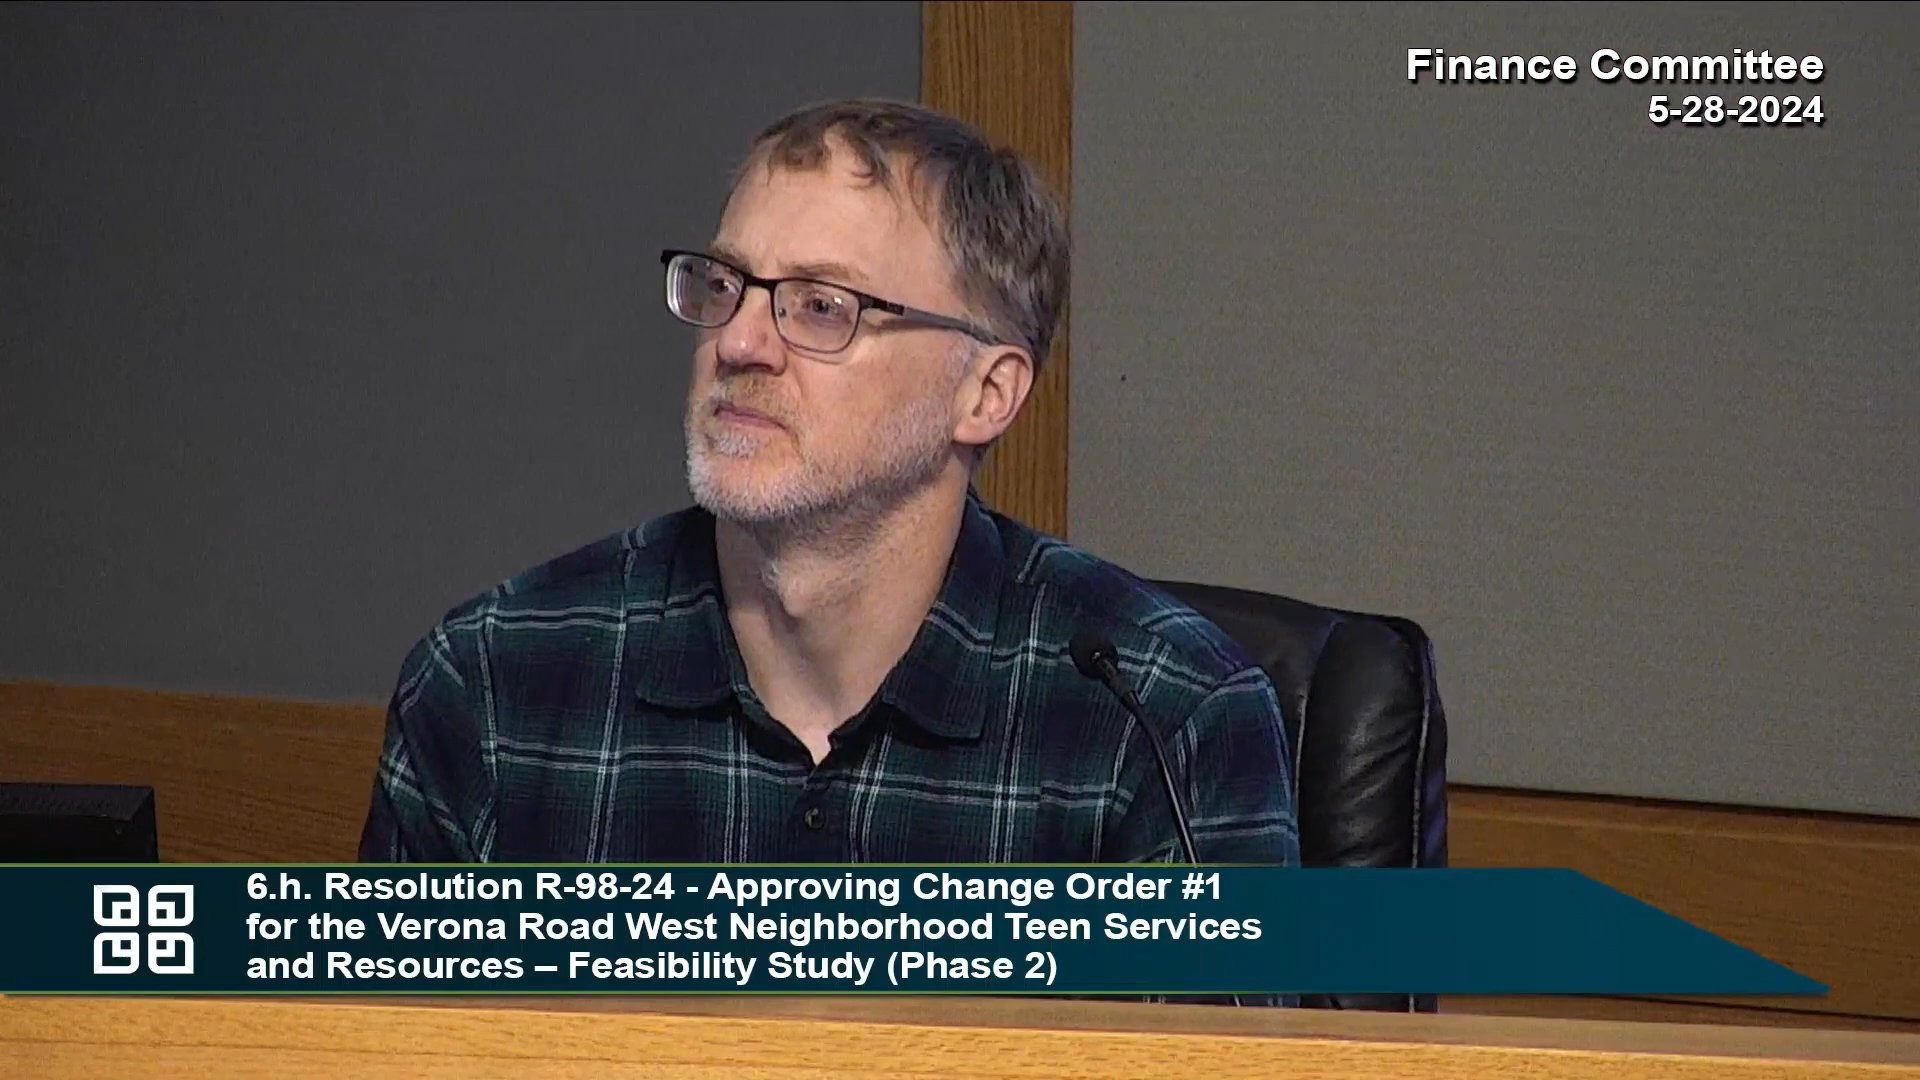 Finance Committee
5-28-2024
6.h. Resolution R-98-24 - Approving Change Order #1
for the Verona Road West Neighborhood Teen Services
and Resources – Feasibility Study (Phase 2)